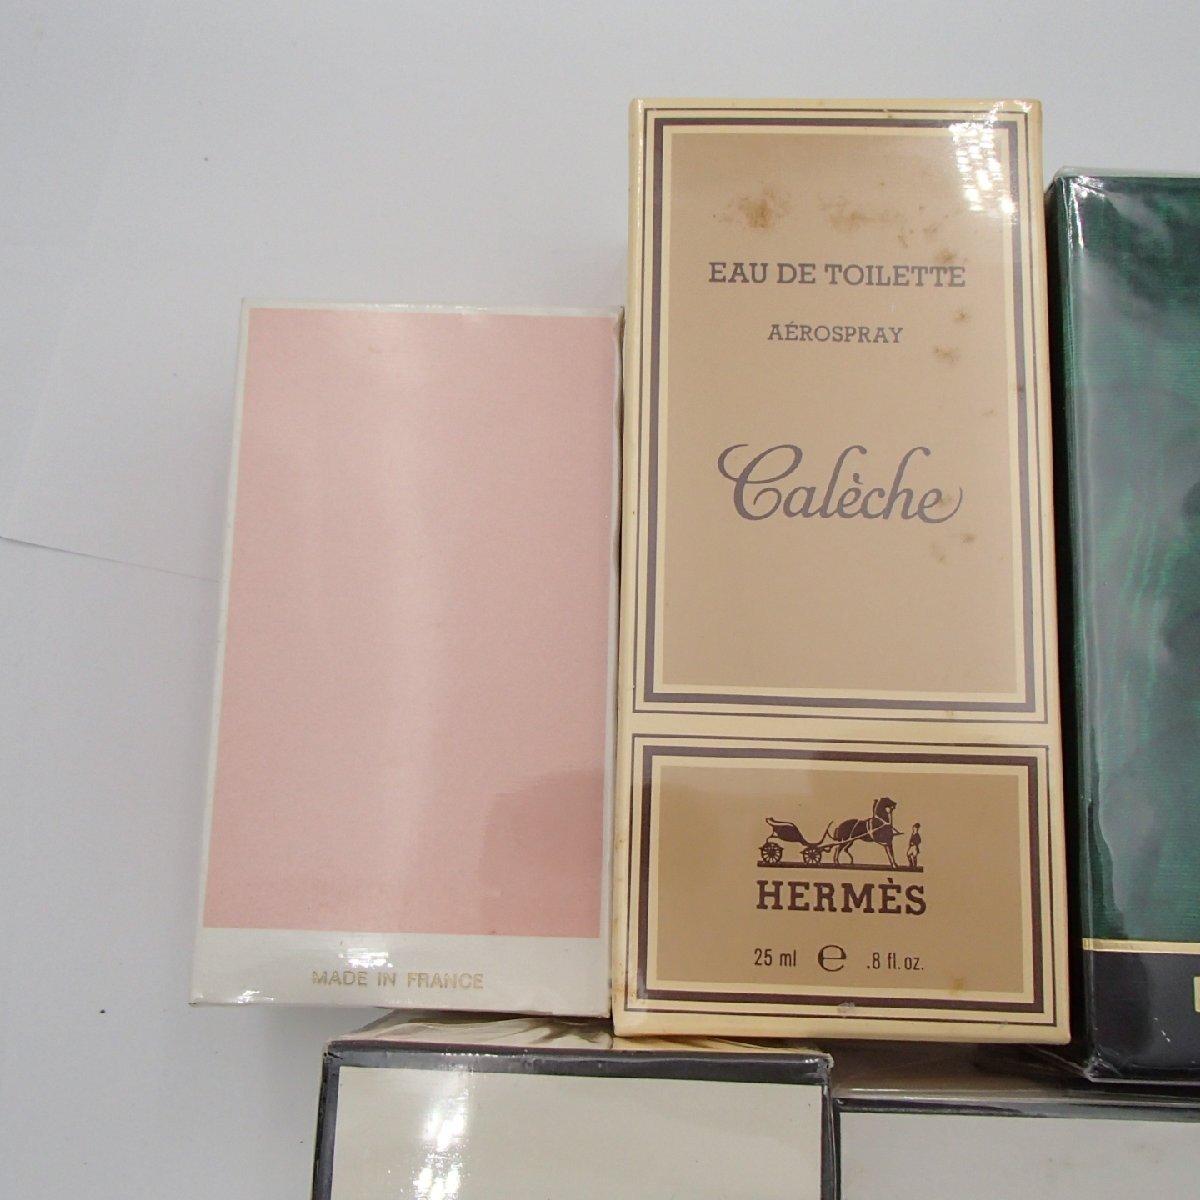 EAU DE TOILETTE
AÉROSPRAY
Calèche
HERMÈS
25 ml e .8 fl. oz.
MADE IN FRANCE